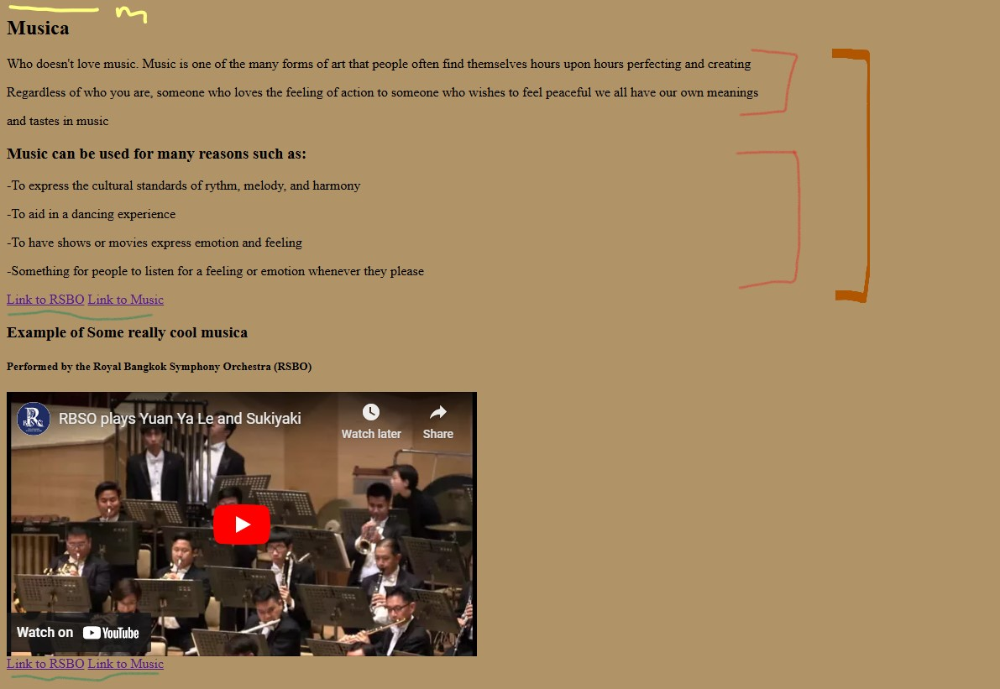 m
Musica
Who doesn't love music. Music is one of the many forms of art that people often find themselves hours upon hours perfecting and creating
Regardless of who you are, someone who loves the feeling of action to someone who wishes to feel peaceful we all have our own meanings
and tastes in music
Music can be used for many reasons such as:
-To express the cultural standards of rythm, melody, and harmony
-To aid in a dancing experience
-To have shows or movies express emotion and feeling
-Something for people to listen for a feeling or emotion whenever they please
Link to RSBO Link to Music
Example of Some really cool musica
Performed by the Royal Bangkok Symphony Orchestra (RSBO)
RBSO plays Yuan Ya Le and Sukiyaki
Watch later Share
Watch on YouTube
Link to RSBO Link to Music